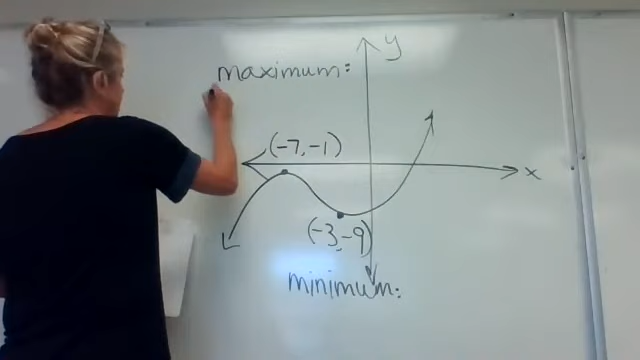 y
maximum:
(-7,-1)
x
(-3,-9)
minimum: